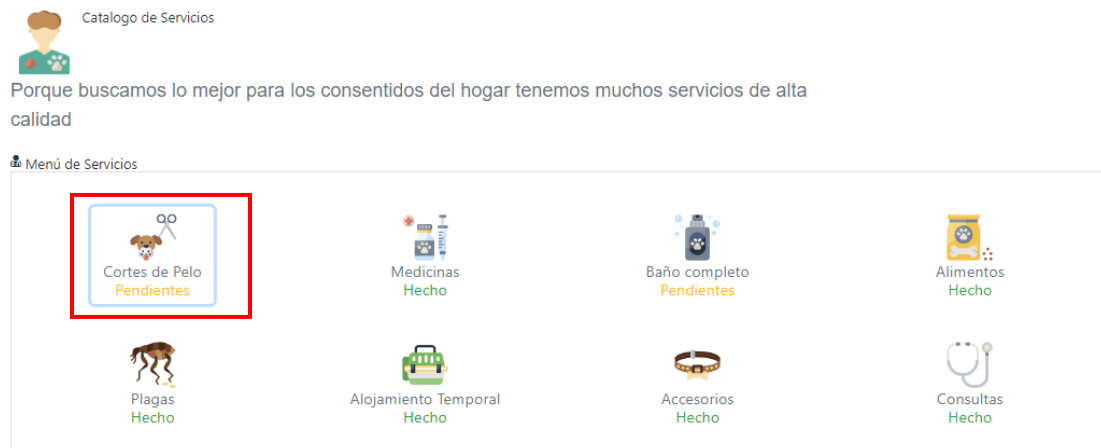 Catalogo de Servicios
Porque buscamos lo mejor para los consentidos del hogar tenemos muchos servicios de alta
calidad
Menú de Servicios
Cortes de Pelo
Pendientes
Medicinas
Hecho
Baño completo
Pendientes
Alimentos
Hecho
Plagas
Hecho
Alojamiento Temporal
Hecho
Accesorios
Hecho
Consultas
Hecho